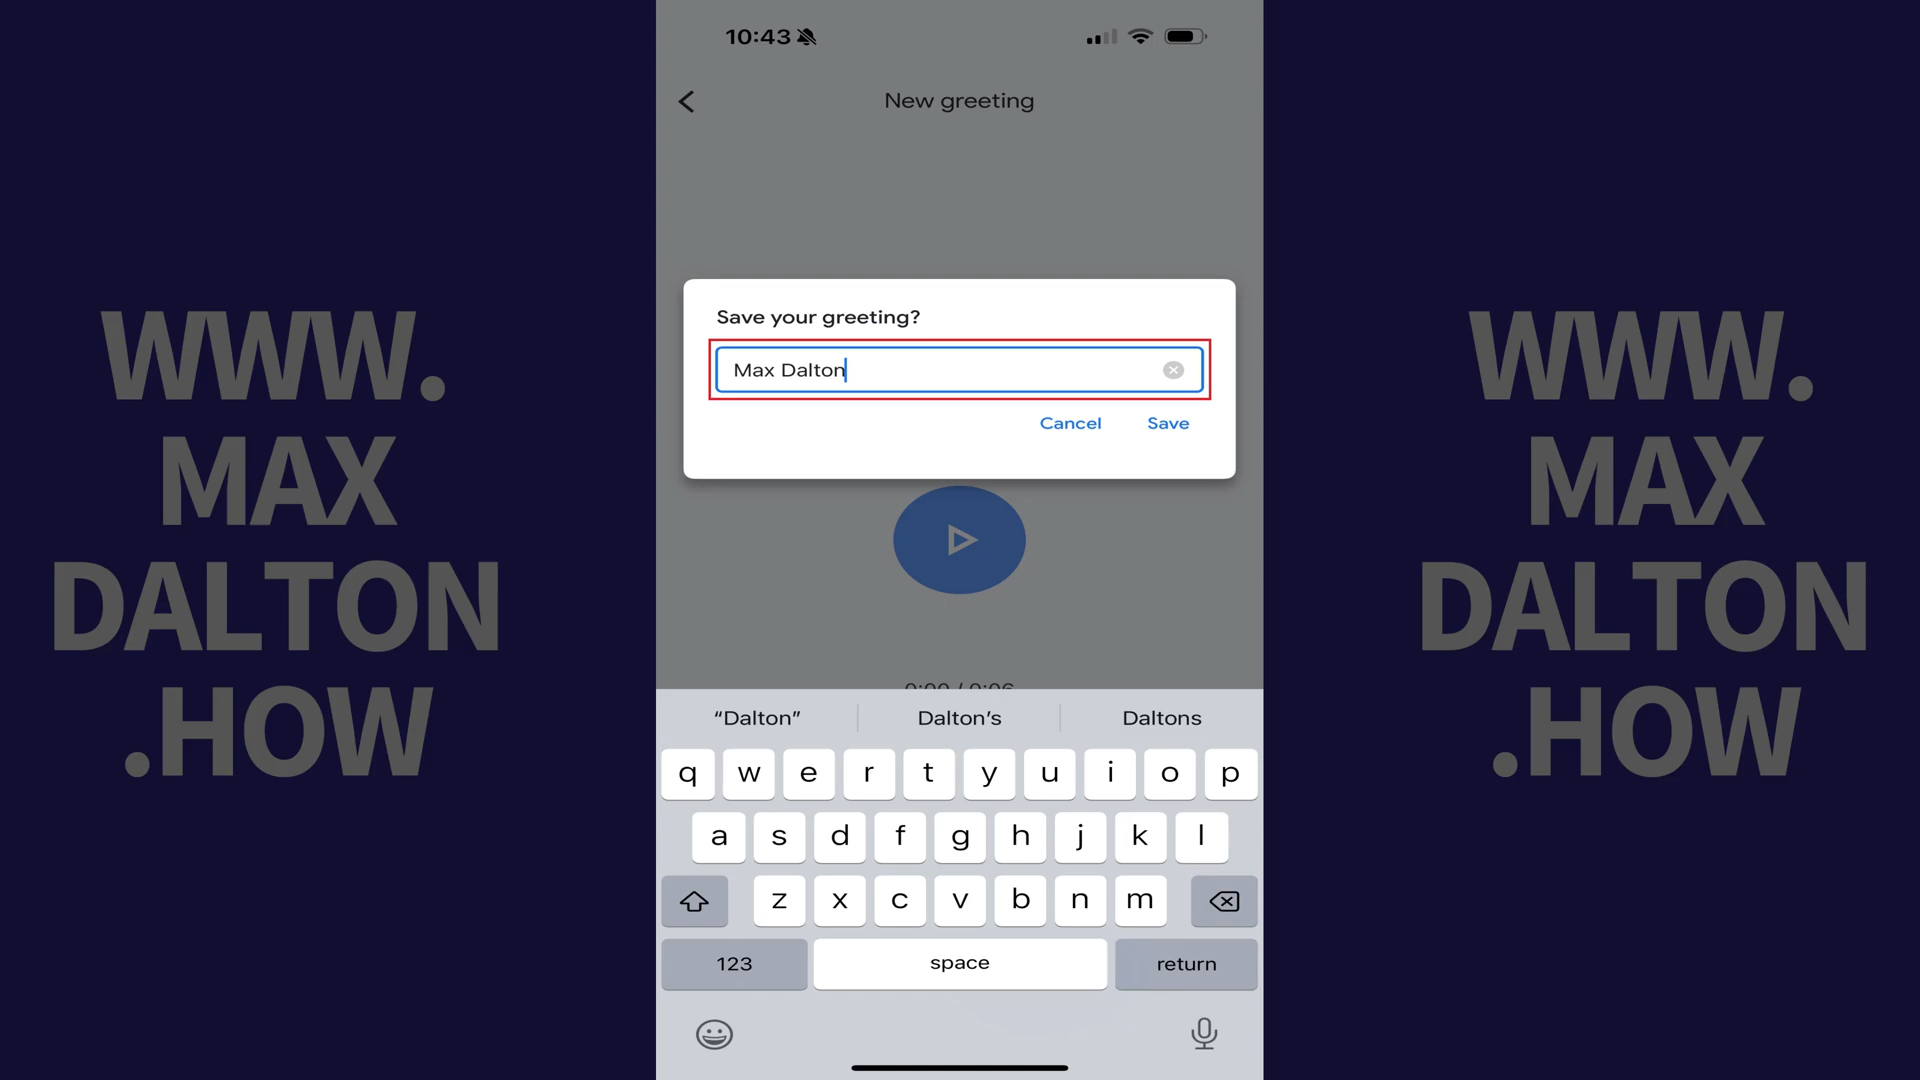 WWW.
MAX
DALTON
.HOW
10:43
New greeting
Save your greeting?
Max Dalton
Cancel
Save
0:00 / 0:06
“Dalton”
Dalton’s
Daltons
q w e r t y u i o p
a s d f g h j k l
z x c v b n m
123
space
return
WWW.
MAX
DALTON
.HOW